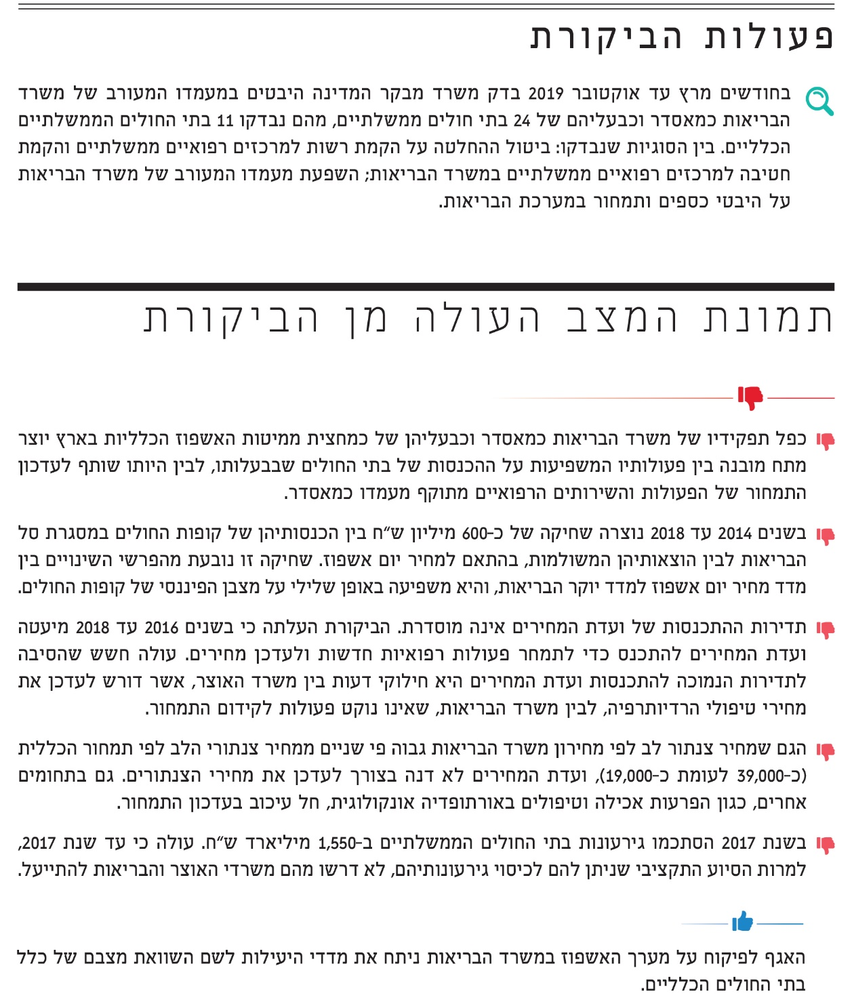 פעולות הביקורת
בחודשים מרץ עד אוקטובר 2019 בדק משרד מבקר המדינה היבטים במעמדו המעורב של משרד
הבריאות כמאסדר וכבעליהם של 24 בתי חולים ממשלתיים, מהם נבדקו 11 בתי החולים הממשלתיים
הכלליים. בין הסוגיות שנבדקו: ביטול ההחלטה על הקמת רשות למרכזים רפואיים ממשלתיים והקמת
חטיבה למרכזים רפואיים ממשלתיים במשרד הבריאות; השפעת מעמדו המעורב של משרד הבריאות
על היבטי כספים ותמחור במערכת הבריאות.
תמונת המצב העולה מן הביקורת
כפל תפקידיו של משרד הבריאות כמאסדר וכבעליהן של כמחצית ממיטות האשפוז הכלליות בארץ יוצר
מתח מובנה בין פעולותיו המשפיעות על ההכנסות של בתי החולים שבבעלותו, לבין היותו שותף לעדכון
התמחור של הפעולות והשירותים הרפואיים מתוקף מעמדו כמאסדר.
בשנים 2014 עד 2018 נוצרה שחיקה של כ-600 מיליון ש"ח בין הכנסותיהן של קופות החולים במסגרת סל
הבריאות לבין הוצאותיהן המשולמות, בהתאם למחיר יום אשפוז. שחיקה זו נובעת מהפרשי השינויים בין
מדד מחיר יום אשפוז למדד יוקר הבריאות, והיא משפיעה באופן שלילי על מצבן הפיננסי של קופות החולים.
תדירות ההתכנסות של ועדת המחירים אינה מוסדרת. הביקורת העלתה כי בשנים 2016 עד 2018 מיעטה
ועדת המחירים להתכנס כדי לתמחר פעולות רפואיות חדשות ולעדכן מחירים. עולה חשש שהסיבה
לתדירות הנמוכה להתכנסות ועדת המחירים היא חילוקי דעות בין משרד האוצר, אשר דורש לעדכן את
מחירי טיפולי הרדיותרפיה, לבין משרד הבריאות, שאינו נוקט פעולות לקידום התמחור.
הגם שמחיר צנתור לב לפי מחירון משרד הבריאות גבוה פי שניים ממחיר צנתורי הלב לפי תמחור הכללית
(כ-39,000 לעומת כ-19,000), ועדת המחירים לא דנה בצורך לעדכן את מחירי הצנתורים. גם בתחומים
אחרים, כגון הפרעות אכילה וטיפולים באורתופדיה אונקולוגית, חל עיכוב בעדכון התמחור.
בשנת 2017 הסתכמו גירעונות בתי החולים הממשלתיים ב-1,550 מיליארד ש"ח. עולה כי עד שנת 2017,
למרות הסיוע התקציבי שניתן להם לכיסוי גירעונותיהם, לא דרשו מהם משרדי האוצר והבריאות להתייעל.
האגף לפיקוח על מערך האשפוז במשרד הבריאות ניתח את מדדי היעילות לשם השוואת מצבם של כלל
בתי החולים הכלליים.